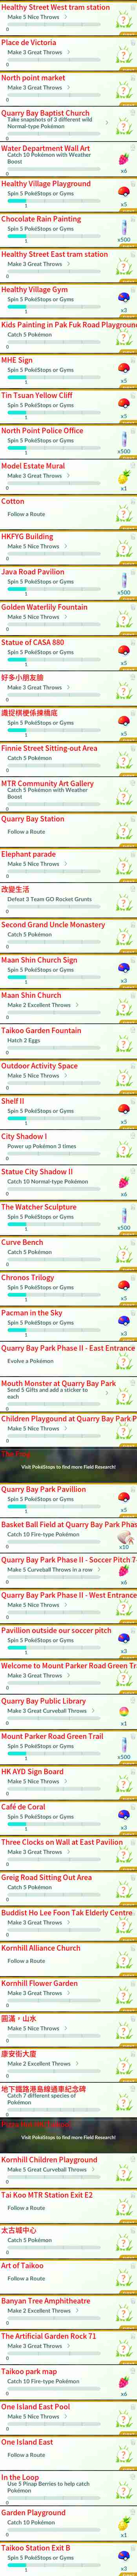 Healthy Street West tram station
Make 5 Nice Throws
0
Place de Victoria
Make 3 Great Throws
0
North point market
Make 3 Great Throws
0
Quarry Bay Baptist Church
Take snapshots of 3 different wild
Normal-type Pokémon
0
Water Department Wall Art
Catch 10 Pokémon with Weather
Boost
x6
0
Healthy Village Playground
Spin 5 PokéStops or Gyms
x5
1
Chocolate Rain Painting
Spin 5 PokéStops or Gyms
x500
1
Healthy Street East tram station
Make 3 Great Throws
0
Healthy Village Gym
Spin 5 PokéStops or Gyms
x3
1
Kids Painting in Pak Fuk Road Playground
Catch 5 Pokémon
0
MHE Sign
Spin 5 PokéStops or Gyms
x5
1
Tin Tsuan Yellow Cliff
Spin 5 PokéStops or Gyms
x5
1
North Point Police Office
Spin 5 PokéStops or Gyms
x500
1
Model Estate Mural
Make 3 Great Throws
x1
0
Cotton
Follow a Route
HKFYG Building
Make 5 Nice Throws
0
Java Road Pavilion
Spin 5 PokéStops or Gyms
x500
1
Golden Waterlily Fountain
Make 5 Nice Throws
0
Statue of CASA 880
Spin 5 PokéStops or Gyms
x5
1
好多小朋友臉
Make 3 Great Throws
0
識捉棋梗係揀橋底
Spin 5 PokéStops or Gyms
x5
1
Finnie Street Sitting-out Area
Catch 5 Pokémon
0
MTR Community Art Gallery
Catch 5 Pokémon with Weather
Boost
0
Quarry Bay Station
Follow a Route
Elephant parade
Make 5 Nice Throws
0
改變生活
Defeat 3 Team GO Rocket Grunts
0
Second Grand Uncle Monastery
Catch 5 Pokémon
0
Maan Shin Church Sign
Spin 5 PokéStops or Gyms
x3
1
Maan Shin Church
Make 2 Excellent Throws
0
Taikoo Garden Fountain
Hatch 2 Eggs
0
Outdoor Activity Space
Make 5 Nice Throws
0
Shelf II
Spin 5 PokéStops or Gyms
x5
1
City Shadow I
Power up Pokémon 3 times
0
Statue City Shadow II
Catch 10 Normal-type Pokémon
x6
0
The Watcher Sculpture
Spin 5 PokéStops or Gyms
x500
1
Curve Bench
Catch 5 Pokémon
0
Chronos Trilogy
Spin 5 PokéStops or Gyms
x5
1
Pacman in the Sky
Spin 5 PokéStops or Gyms
x3
1
Quarry Bay Park Phase II - East Entrance
Evolve a Pokémon
Mouth Monster at Quarry Bay Park
Send 5 Gifts and add a sticker to
each
0
Children Playgound at Quarry Bay Park P
Make 5 Nice Throws
0
Visit PokéStops to find more Field Research!
Quarry Bay Park Pavillion
Spin 5 PokéStops or Gyms
x5
1
Basket Ball Field at Quarry Bay Park Phas
Catch 10 Fire-type Pokémon
x10
0
Quarry Bay Park Phase II - Soccer Pitch 7-
Make 5 Curveball Throws in a row
x6
0
Quarry Bay Park Phase II - West Entrance
Make 5 Nice Throws
0
Pavillion outside our soccer pitch
Spin 5 PokéStops or Gyms
x3
1
Welcome to Mount Parker Road Green Tr
Make 3 Great Throws
0
Quarry Bay Public Library
Make 3 Great Curveball Throws
x1
0
Mount Parker Road Green Trail
Spin 5 PokéStops or Gyms
x500
1
HK AYD Sign Board
Make 5 Nice Throws
0
Café de Coral
Spin 5 PokéStops or Gyms
x3
1
Three Clocks on Wall at East Pavilion
Make 3 Great Throws
0
Greig Road Sitting Out Area
Catch 5 Pokémon
0
Buddist Ho Lee Foon Tak Elderly Centre
Make 3 Great Throws
0
Kornhill Alliance Church
Follow a Route
Kornhill Flower Garden
Make 3 Great Throws
0
圓滿，山水
Make 5 Nice Throws
0
康安街大廈
Make 2 Excellent Throws
0
地下鐵路港島線通車紀念碑
Catch 7 different species of
Pokémon
0
Visit PokéStops to find more Field Research!
Kornhill Children Playground
Make 5 Great Curveball Throws
x6
0
Tai Koo MTR Station Exit E2
Follow a Route
太古城中心
Catch 5 Pokémon
0
Art of Taikoo
Follow a Route
Banyan Tree Amphitheatre
Make 2 Excellent Throws
0
The Artificial Garden Rock 71
Make 3 Great Throws
0
Taikoo park map
Catch 10 Fire-type Pokémon
x6
0
One Island East Pool
Make 5 Nice Throws
0
One Island East
Follow a Route
In the Loop
Use 5 Pinap Berries to help catch
Pokémon
0
Garden Playground
Catch 10 Pokémon
x1
0
Taikoo Station Exit B
Spin 5 PokéStops or Gyms
x3
1